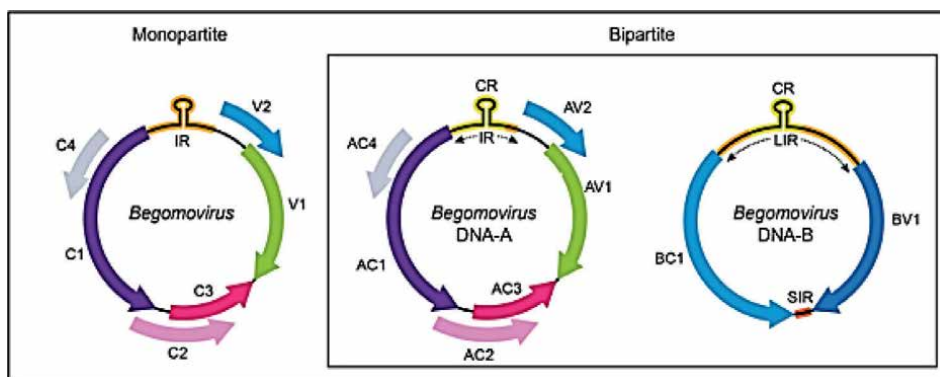 Monopartite
V2
IR
C4
Begomovirus
V1
C1
C3
C2
Bipartite
CR
AV2
IR
AC4
AV1
Begomovirus
DNA-A
AC1
AC3
AC2
CR
LIR
Begomovirus
DNA-B
BV1
BC1
SIR